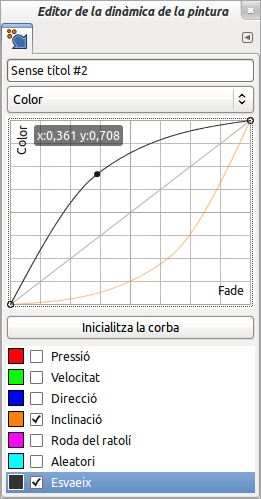 Editor de la dinàmica de la pintura
Sense títol #2
Color
Color
x:0,361 y:0,708
Fade
Inicialitza la corba
Pressió
Velocitat
Direcció
Inclinació
Roda del ratolí
Aleatori
Esvaeix